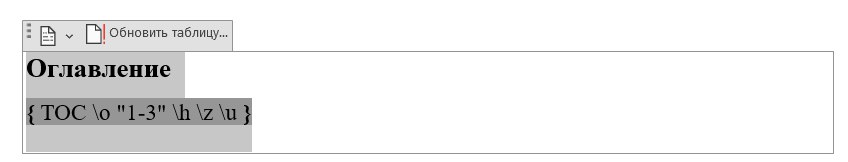 Обновить таблицу...
Оглавление
{ TOC \o "1-3" \h \z \u }